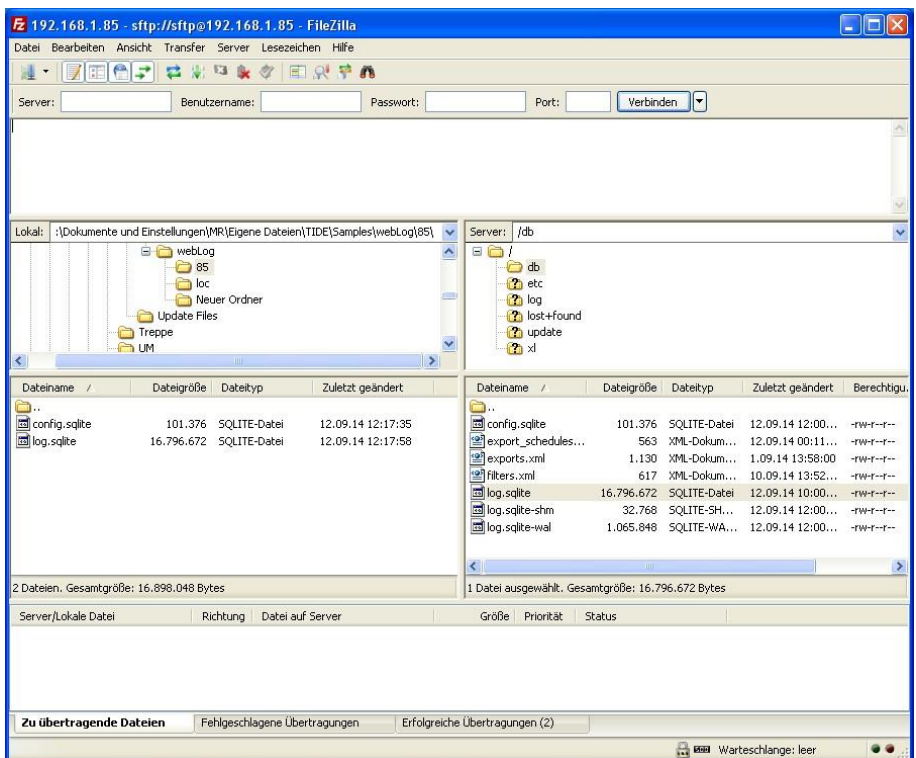 192.168.1.85 - sftp://sftp@192.168.1.85 - FileZilla
Datei Bearbeiten Ansicht Transfer Server Lesezeichen Hilfe
Server: Benutzername: Passwort: Port: Verbinden
Lokal: :\Dokumente und Einstellungen\MR\Eigene Dateien\TIDE\Samples\webLog\85\
webLog
85
loc
Neuer Ordner
Update Files
Treppe
UM
Server: /db
/
db
etc
log
lost+found
update
xl
Dateiname Dateigröße Dateityp Zuletzt geändert
..
config.sqlite 101.376 SQLITE-Datei 12.09.14 12:17:35
log.sqlite 16.796.672 SQLITE-Datei 12.09.14 12:17:58
2 Dateien. Gesamtgröße: 16.898.048 Bytes
Dateiname Dateigröße Dateityp Zuletzt geändert Berechtigu.
..
config.sqlite 101.376 SQLITE-Datei 12.09.14 12:00... -rw-r--r--
export_schedules... 563 XML-Dokum... 12.09.14 00:11... -rw-r--r--
exports.xml 1.130 XML-Dokum... 1.09.14 13:58:00 -rw-r--r--
filters.xml 617 XML-Dokum... 10.09.14 13:52... -rw-r--r--
log.sqlite 16.796.672 SQLITE-Datei 12.09.14 10:00... -rw-r--r--
log.sqlite-shm 32.768 SQLITE-SH... 12.09.14 12:00... -rw-r--r--
log.sqlite-wal 1.065.848 SQLITE-WA... 12.09.14 12:00... -rw-r--r--
1 Datei ausgewählt. Gesamtgröße: 16.796.672 Bytes
Server/Lokale Datei Richtung Datei auf Server Größe Priorität Status
Zu übertragende Dateien Fehlgeschlagene Übertragungen Erfolgreiche Übertragungen (2)
Warteschlange: leer